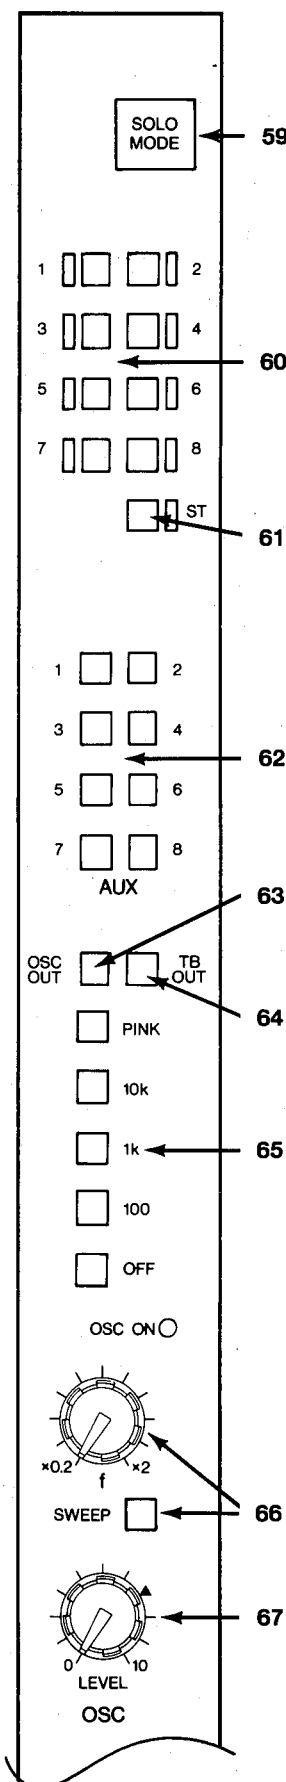 SOLO
MODE
59
1 2
3 4
60
5 6
7 8
ST
61
1 2
3 4
62
5 6
7 8
AUX
63
OSC
OUT
TB
OUT
64
PINK
10k
1k
65
100
OFF
OSC ON
×0.2 ×2
f
SWEEP
66
67
0 10
LEVEL
OSC